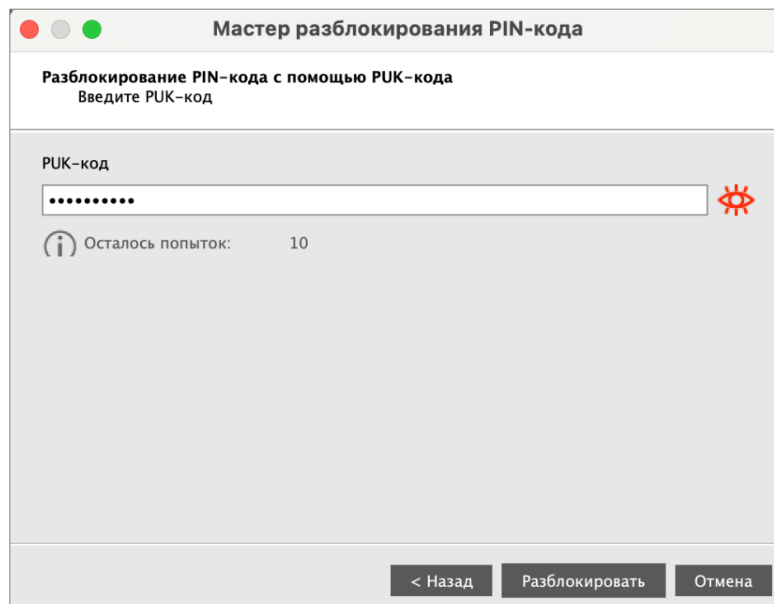 Мастер разблокирования PIN-кода
Разблокирование PIN-кода с помощью PUK-кода
Введите PUK-код
PUK-код
••••••••••
Осталось попыток: 10
< Назад Разблокировать Отмена